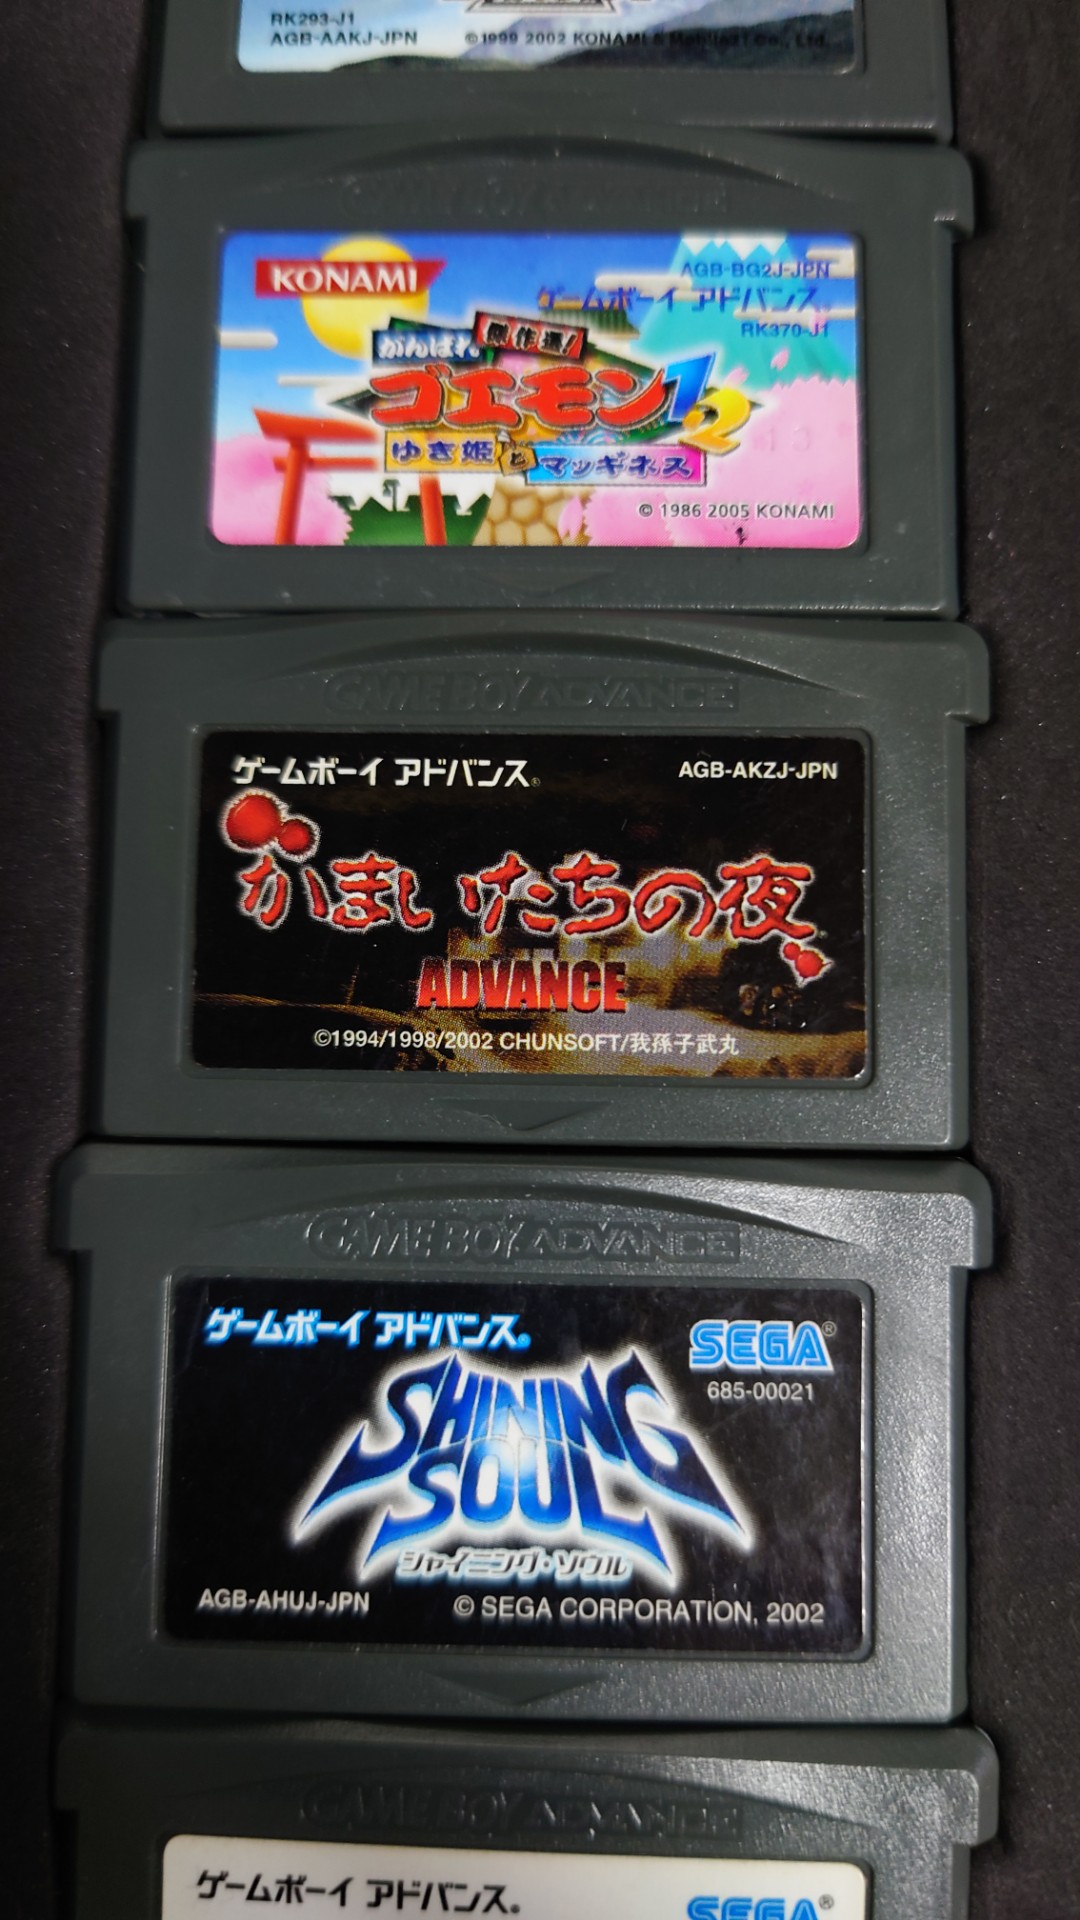 RK293-J1
AGB-AAKJ-JPN ©1999 2002 KONAMI & Mobile21 Co., Ltd.
GAME BOY ADVANCE
KONAMI
AGB-BG2J-JPN
ゲームボーイ アドバンス
RK370-J1
がんばれ 傑作選!
ゴエモン1,2
ゆき姫とマッギネス
© 1986 2005 KONAMI
GAME BOY ADVANCE
ゲームボーイ アドバンス® AGB-AKZJ-JPN
かまいたちの夜
ADVANCE
©1994/1998/2002 CHUNSOFT/我孫子武丸
GAME BOY ADVANCE
ゲームボーイ アドバンス®
SEGA®
685-00021
SHINING
SOUL
シャイニング・ソウル
AGB-AHUJ-JPN © SEGA CORPORATION, 2002
GAME BOY ADVANCE
ゲームボーイ アドバンス®
SEGA®